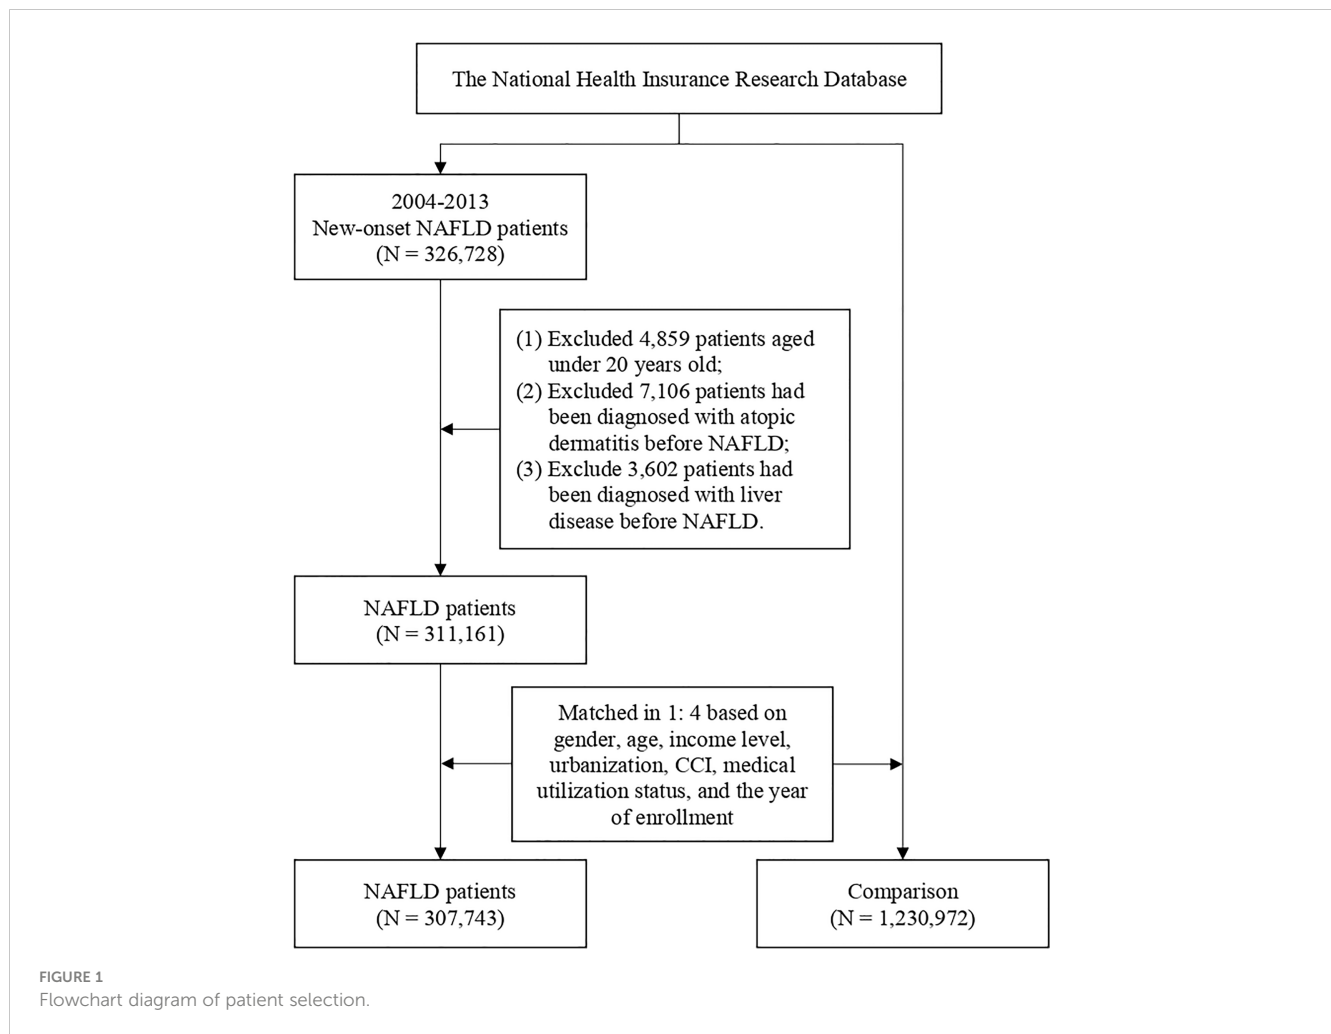 The National Health Insurance Research Database
2004-2013
New-onset NAFLD patients
(N = 326,728)
(1) Excluded 4,859 patients aged
under 20 years old;
(2) Excluded 7,106 patients had
been diagnosed with atopic
dermatitis before NAFLD;
(3) Exclude 3,602 patients had
been diagnosed with liver
disease before NAFLD.
NAFLD patients
(N = 311,161)
Matched in 1: 4 based on
gender, age, income level,
urbanization, CCI, medical
utilization status, and the year
of enrollment
NAFLD patients
(N = 307,743)
Comparison
(N = 1,230,972)
FIGURE 1
Flowchart diagram of patient selection.